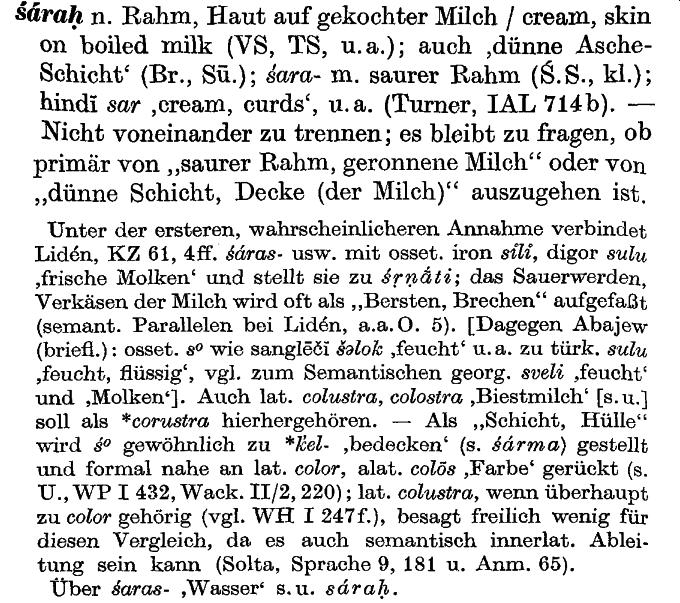 śáraḥ n. Rahm, Haut auf gekochter Milch / cream, skin
on boiled milk (VS, TS, u.a.); auch ‚dünne Asche-
Schicht‘ (Br., Sū.); śara- m. saurer Rahm (Ś.S., kl.);
hindī sar ‚cream, curds‘, u.a. (Turner, IAL 714b). —
Nicht voneinander zu trennen; es bleibt zu fragen, ob
primär von „saurer Rahm, geronnene Milch“ oder von
„dünne Schicht, Decke (der Milch)“ auszugehen ist.
Unter der ersteren, wahrscheinlicheren Annahme verbindet
Lidén, KZ 61, 4ff. śáras- usw. mit osset. iron sīlī, digor sulu
‚frische Molken‘ und stellt sie zu śṛṇā́ti; das Sauerwerden,
Verkäsen der Milch wird oft als „Bersten, Brechen“ aufgefaßt
(semant. Parallelen bei Lidén, a.a.O. 5). [Dagegen Abajew
(briefl.): osset. s⁰ wie sanglēčī šəlok ‚feucht‘ u.a. zu türk. sulu
‚feucht, flüssig‘, vgl. zum Semantischen georg. sveli ‚feucht‘
und ‚Molken‘]. Auch lat. colustra, colostra ‚Biestmilch‘ [s.u.]
soll als *corustra hierhergehören. — Als „Schicht, Hülle“
wird ś⁰ gewöhnlich zu *k̑el- ‚bedecken‘ (s. śárma) gestellt
und formal nahe an lat. color, alat. colōs ‚Farbe‘ gerückt (s.
U., WP I 432, Wack. II/2, 220); lat. colustra, wenn überhaupt
zu color gehörig (vgl. WH I 247f.), besagt freilich wenig für
diesen Vergleich, da es auch semantisch innerlat. Ablei-
tung sein kann (Solta, Sprache 9, 181 u. Anm. 65).
Über śaras- ‚Wasser‘ s.u. sáraḥ.